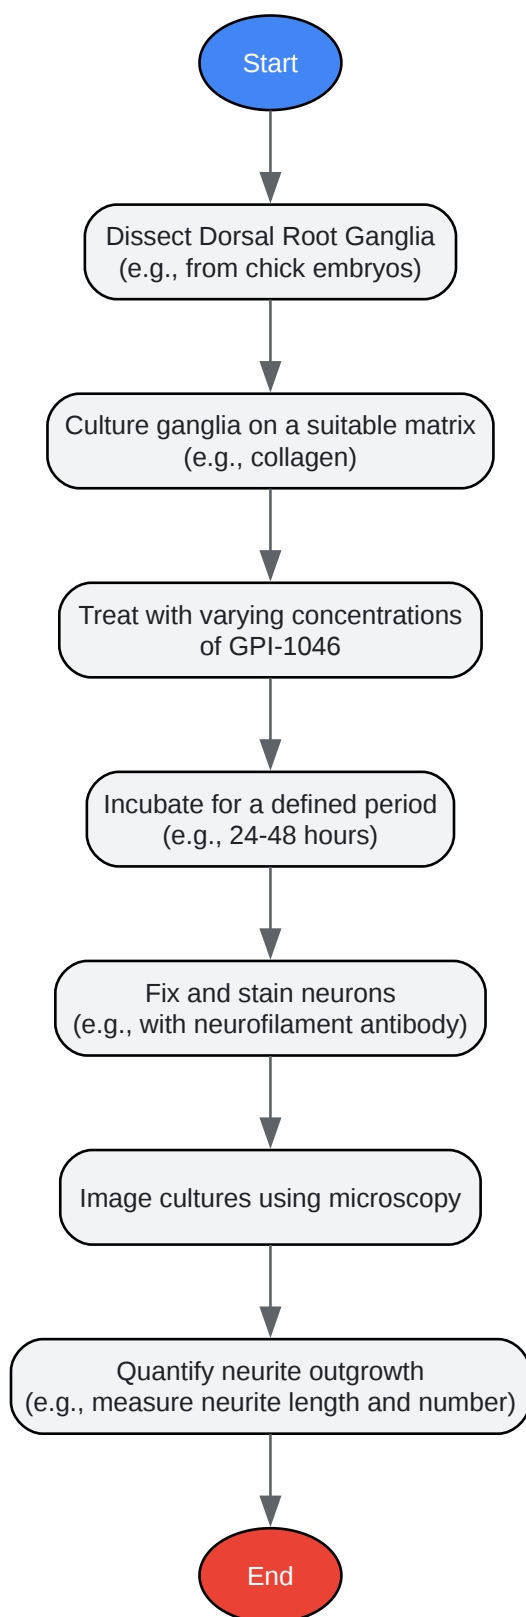 Start
Dissect Dorsal Root Ganglia
(e.g., from chick embryos)
Culture ganglia on a suitable matrix
(e.g., collagen)
Treat with varying concentrations
of GPI-1046
Incubate for a defined period
(e.g., 24-48 hours)
Fix and stain neurons
(e.g., with neurofilament antibody)
Image cultures using microscopy
Quantify neurite outgrowth
(e.g., measure neurite length and number)
End